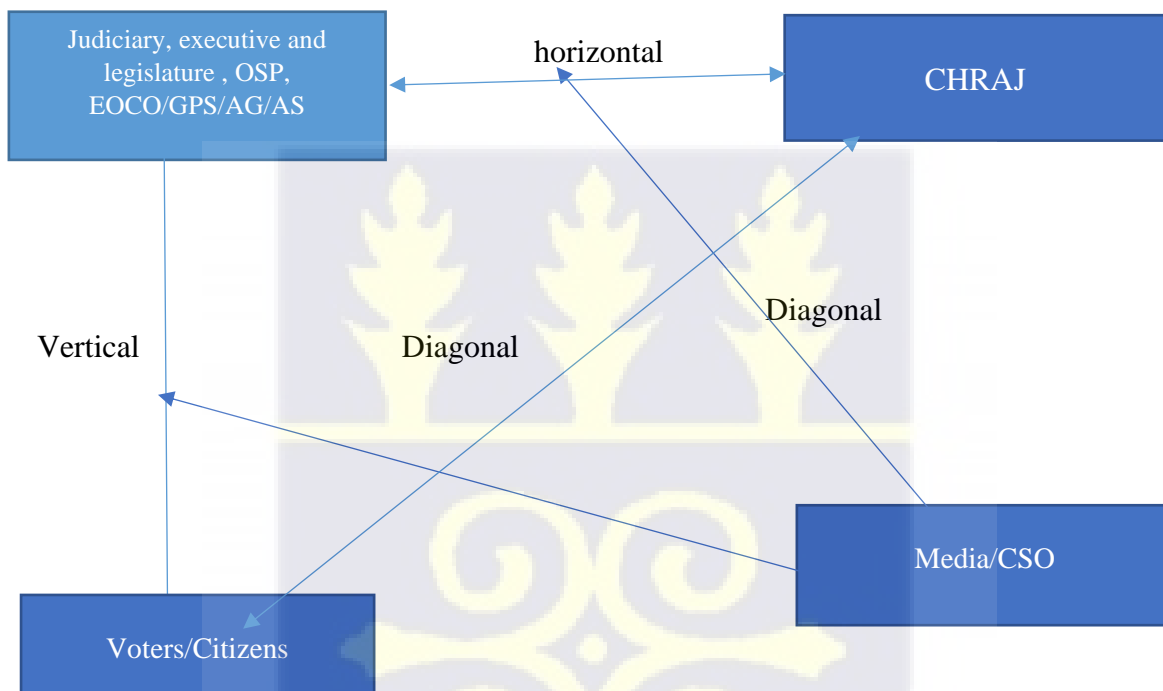 Judiciary, executive and
legislature , OSP,
EOCO/GPS/AG/AS
horizontal
CHRAJ
Vertical
Diagonal
Diagonal
Media/CSO
Voters/Citizens